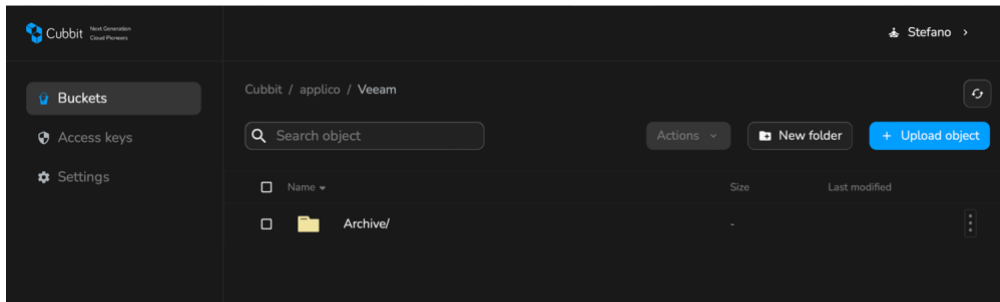 Cubbit Next Generation
Cloud Pioneers
Stefano
Buckets
Access keys
Settings
Cubbit / applico / Veeam
Search object
Actions
New folder
+ Upload object
Name
Size
Last modified
Archive/
-